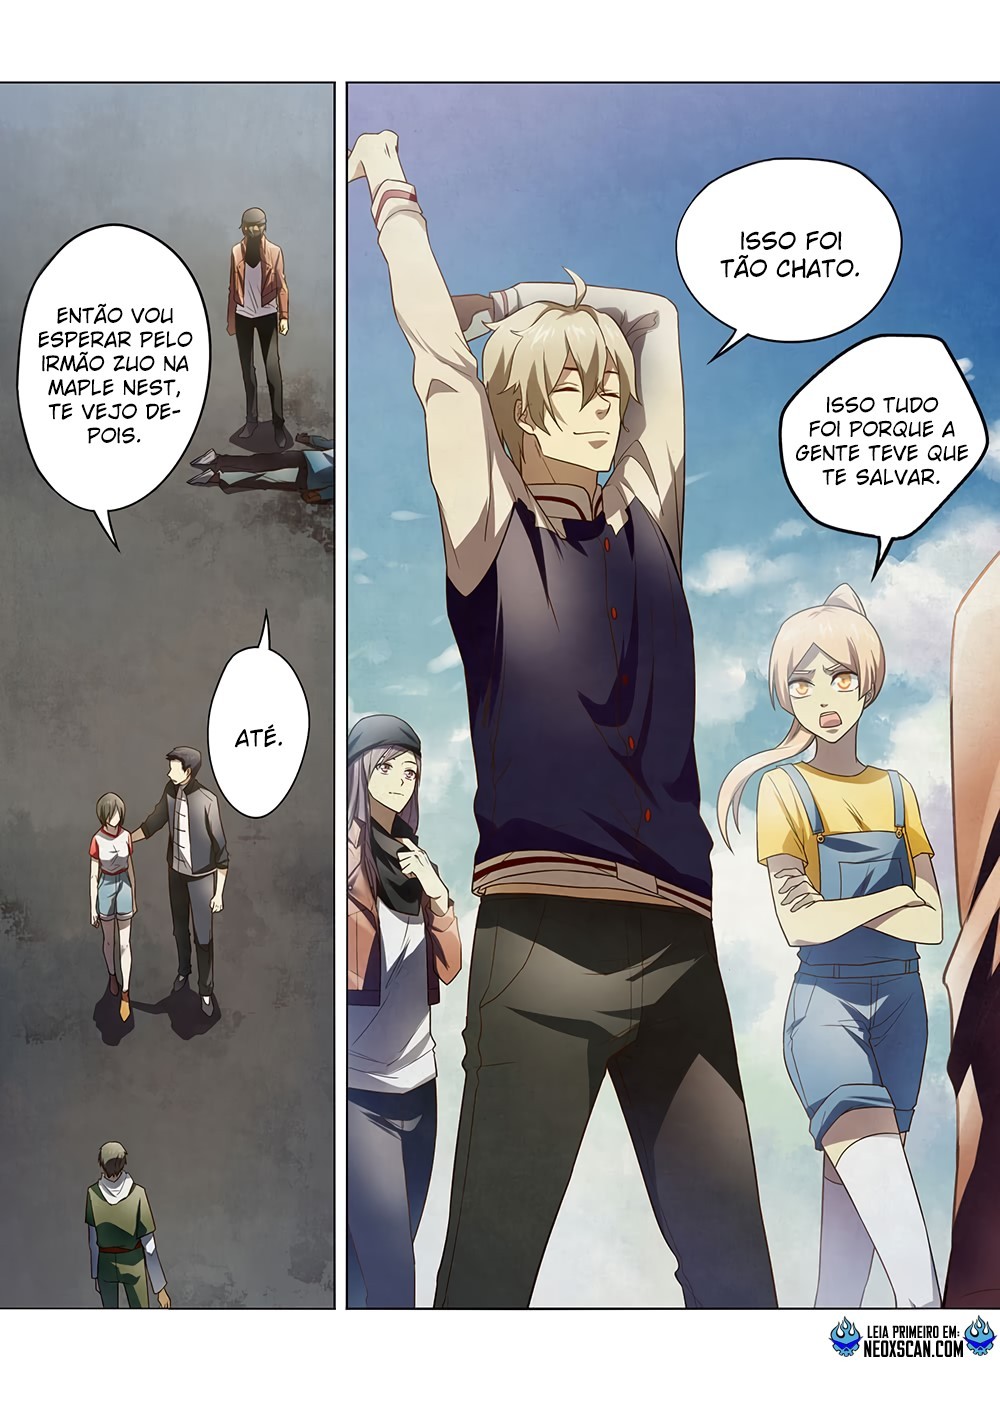 ENTÃO VOU
ESPERAR PELO
IRMÃO ZUO NA
MAPLE NEST,
TE VEJO DE-
POIS.
ATÉ.
ISSO FOI
TÃO CHATO.
ISSO TUDO
FOI PORQUE A
GENTE TEVE QUE
TE SALVAR.
LEIA PRIMEIRO EM:
NEOXSCAN.COM